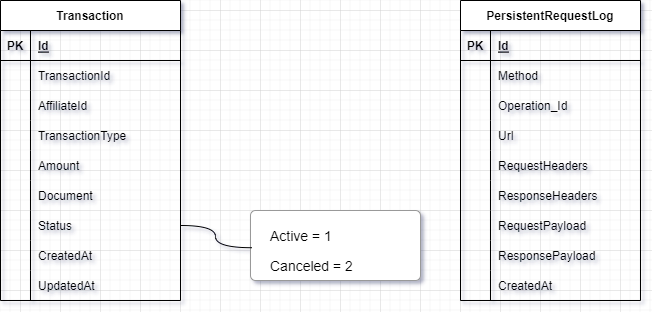 Transaction
PK Id
TransactionId
AffiliateId
TransactionType
Amount
Document
Status
CreatedAt
UpdatedAt
Active = 1
Canceled = 2
PersistentRequestLog
PK Id
Method
Operation_Id
Url
RequestHeaders
ResponseHeaders
RequestPayload
ResponsePayload
CreatedAt